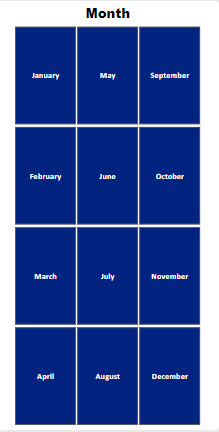 Month
January
May
September
February
June
October
March
July
November
April
August
December